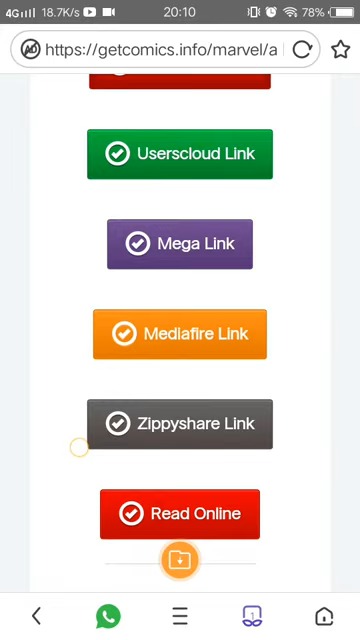 4G 18.7K/s 20:10 78%
https://getcomics.info/marvel/a
Userscloud Link
Mega Link
Mediafire Link
Zippyshare Link
Read Online
1